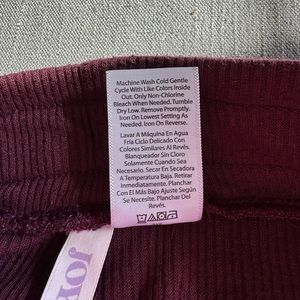 Machine Wash Cold Gentle
Cycle With Like Colors Inside
Out. Only Non-Chlorine
Bleach When Needed. Tumble
Dry Low. Remove Promptly.
Iron On Lowest Setting As
Needed. Iron On Reverse.
Lavar A Máquina En Agua
Fría Ciclo Delicado Con
Colores Similares Al Revés.
Blanqueador Sin Cloro
Solamente Cuando Sea
Necesario. Secar En Secadora
A Temperatura Baja. Retirar
Inmediatamente. Planchar
Con El Más Bajo Ajuste Según
Se Necesite. Planchar
Del Revés.
JOY